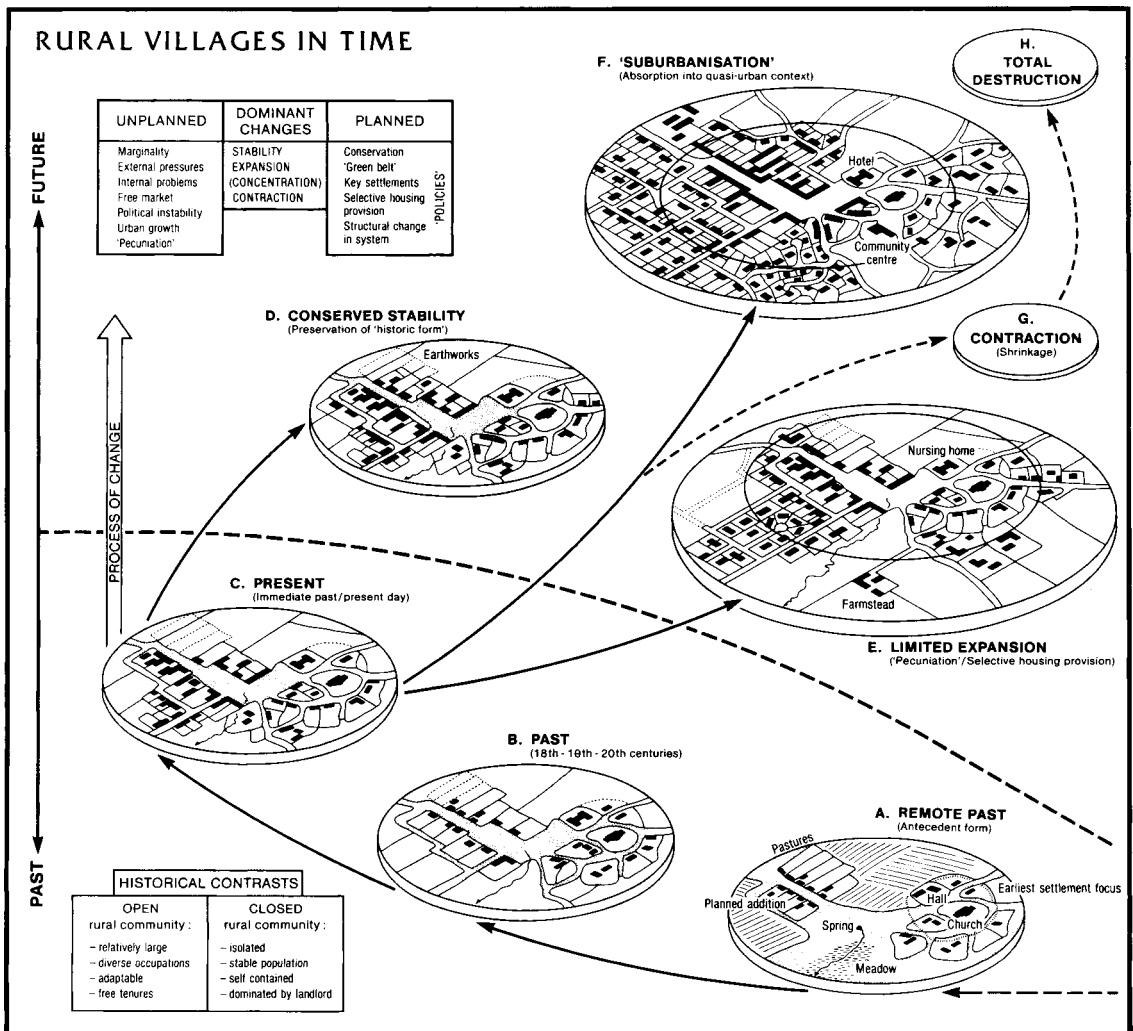 RURAL VILLAGES IN TIME
F. 'SUBURBANISATION'
(Absorption into quasi-urban context)
H.
TOTAL
DESTRUCTION
UNPLANNED
Marginality
External pressures
Internal problems
Free market
Political instability
Urban growth
'Pecuniation'
DOMINANT
CHANGES
STABILITY
EXPANSION
(CONCENTRATION)
CONTRACTION
PLANNED
Conservation
'Green belt'
Key settlements
Selective housing
provision
Structural change
in system
'POLICIES'
FUTURE
Hotel
Community
centre
G.
CONTRACTION
(Shrinkage)
D. CONSERVED STABILITY
(Preservation of 'historic form')
Earthworks
PROCESS OF CHANGE
Nursing home
Farmstead
E. LIMITED EXPANSION
('Pecuniation'/Selective housing provision)
C. PRESENT
(Immediate past/present day)
B. PAST
(18th - 19th - 20th centuries)
A. REMOTE PAST
(Antecedent form)
Pastures
Planned addition
Hall
Earliest settlement focus
Church
Spring
Meadow
PAST
HISTORICAL CONTRASTS
OPEN
rural community :
– relatively large
– diverse occupations
– adaptable
– free tenures
CLOSED
rural community :
– isolated
– stable population
– self contained
– dominated by landlord